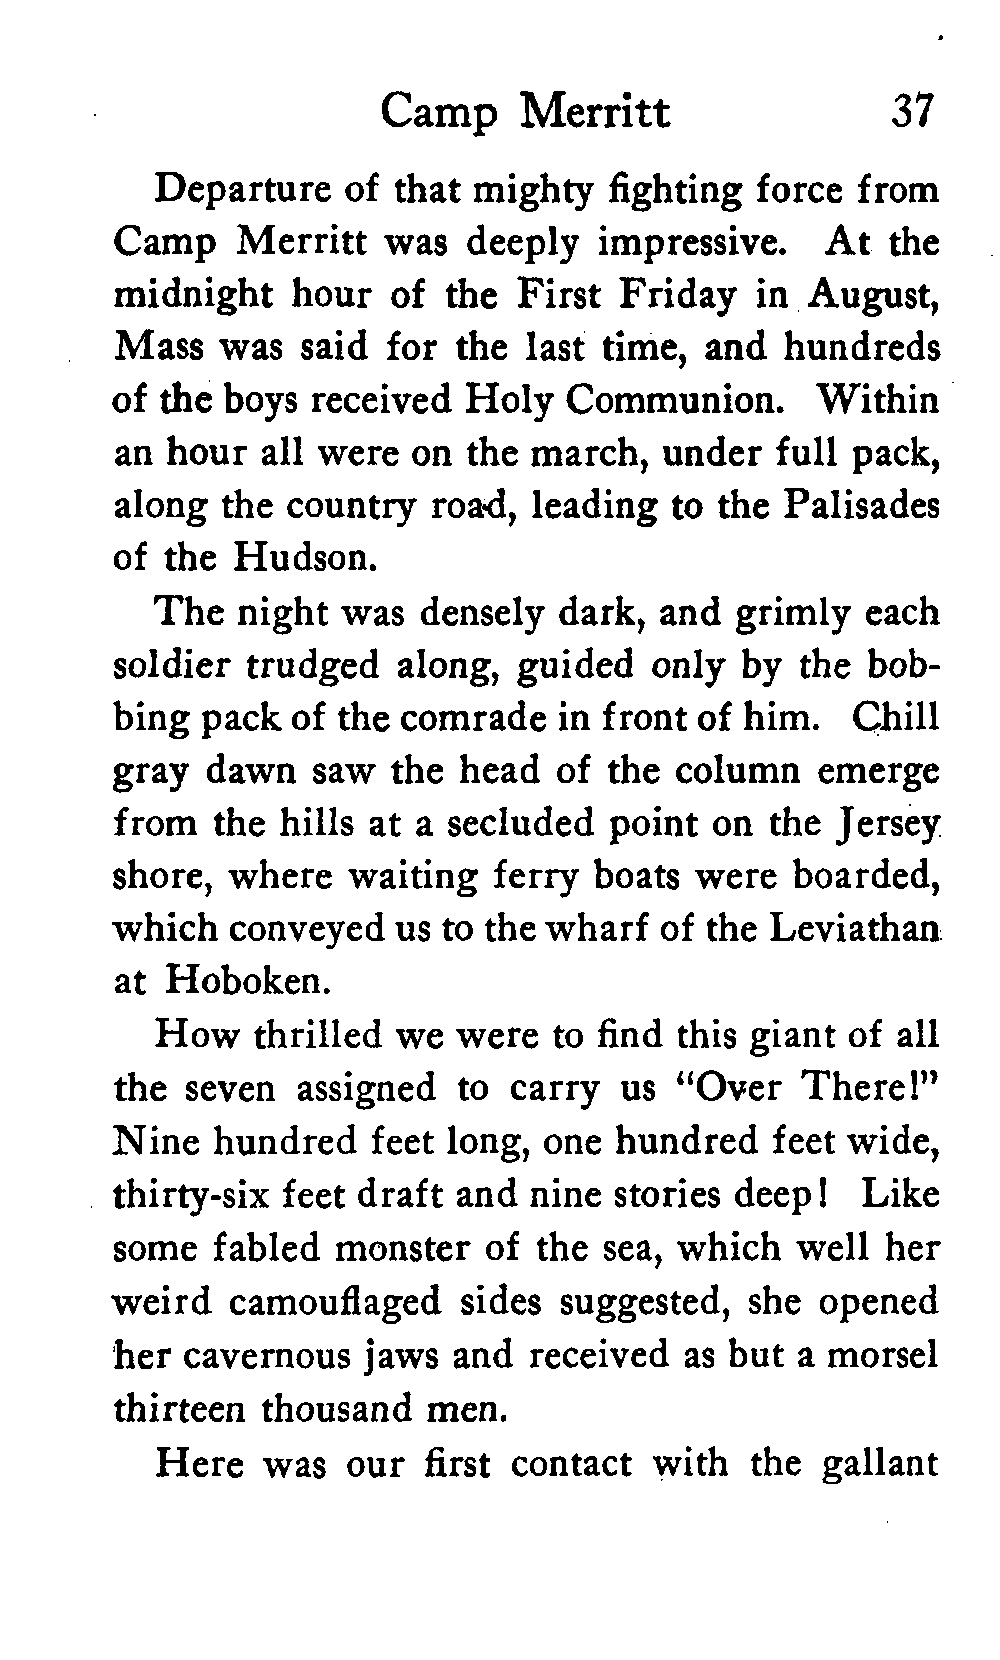 Camp Merritt 37
Departure of that mighty fighting force from
Camp Merritt was deeply impressive. At the
midnight hour of the First Friday in August,
Mass was said for the last time, and hundreds
of the boys received Holy Communion. Within
an hour all were on the march, under full pack,
along the country road, leading to the Palisades
of the Hudson.
The night was densely dark, and grimly each
soldier trudged along, guided only by the bob-
bing pack of the comrade in front of him. Chill
gray dawn saw the head of the column emerge
from the hills at a secluded point on the Jersey
shore, where waiting ferry boats were boarded,
which conveyed us to the wharf of the Leviathan
at Hoboken.
How thrilled we were to find this giant of all
the seven assigned to carry us "Over There!"
Nine hundred feet long, one hundred feet wide,
thirty-six feet draft and nine stories deep! Like
some fabled monster of the sea, which well her
weird camouflaged sides suggested, she opened
her cavernous jaws and received as but a morsel
thirteen thousand men.
Here was our first contact with the gallant